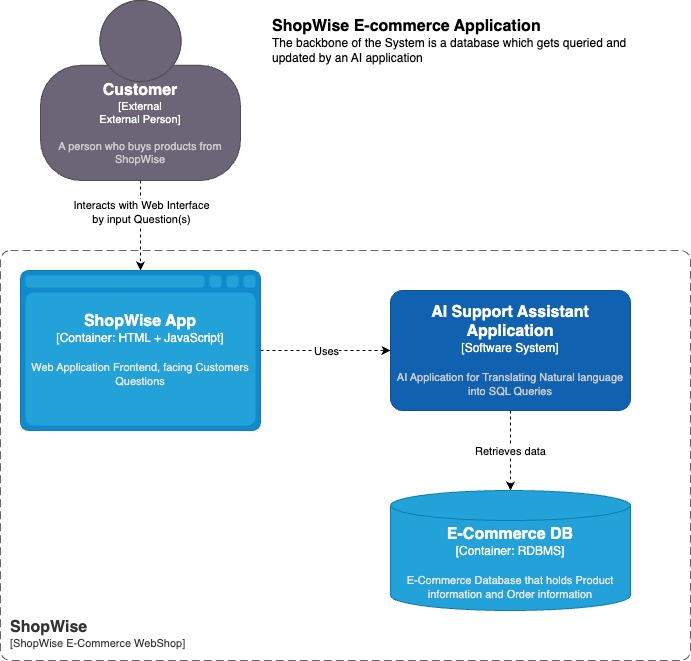 ShopWise E-commerce Application
The backbone of the System is a database which gets queried and
updated by an AI application
Customer
[External
External Person]
A person who buys products from
ShopWise
Interacts with Web Interface
by input Question(s)
ShopWise App
[Container: HTML + JavaScript]
Web Application Frontend, facing Customers
Questions
Uses
AI Support Assistant
Application
[Software System]
AI Application for Translating Natural language
into SQL Queries
Retrieves data
E-Commerce DB
[Container: RDBMS]
E-Commerce Database that holds Product
information and Order information
ShopWise
[ShopWise E-Commerce WebShop]